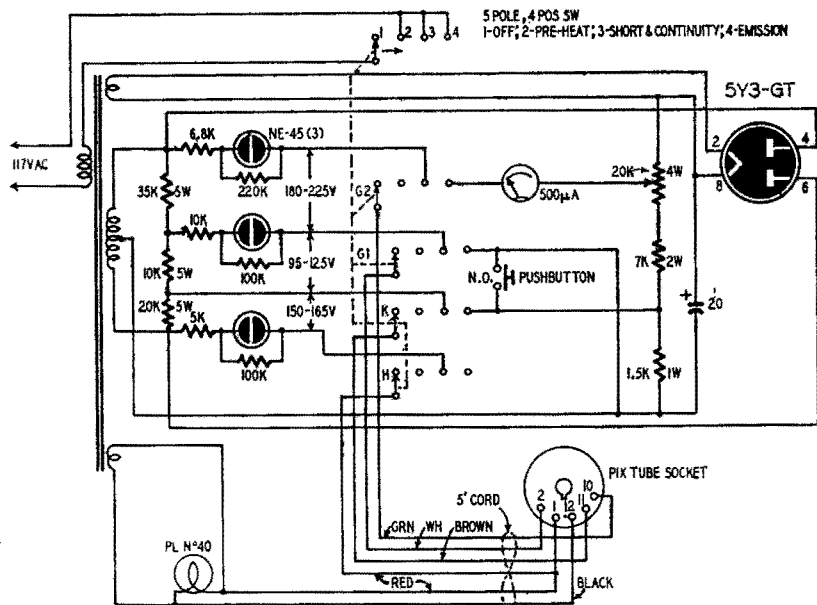 5 POLE, 4 POS SW
1-OFF; 2-PRE-HEAT; 3-SHORT & CONTINUITY; 4-EMISSION
1 2 3 4
5Y3-GT
2 4
8 6
117V AC
6.8K
NE-45 (3)
220K
180-225V
35K 5W
G2
500µA
20K 4W
10K
100K
95-125V
G1
10K 5W
N.O. PUSHBUTTON
7K 2W
20K 5W
5K
150-165V
K
+ 20
100K
H
1.5K 1W
PIX TUBE SOCKET
2 1 12 11 10
5' CORD
GRN WH BROWN
PL Nº40
RED
BLACK